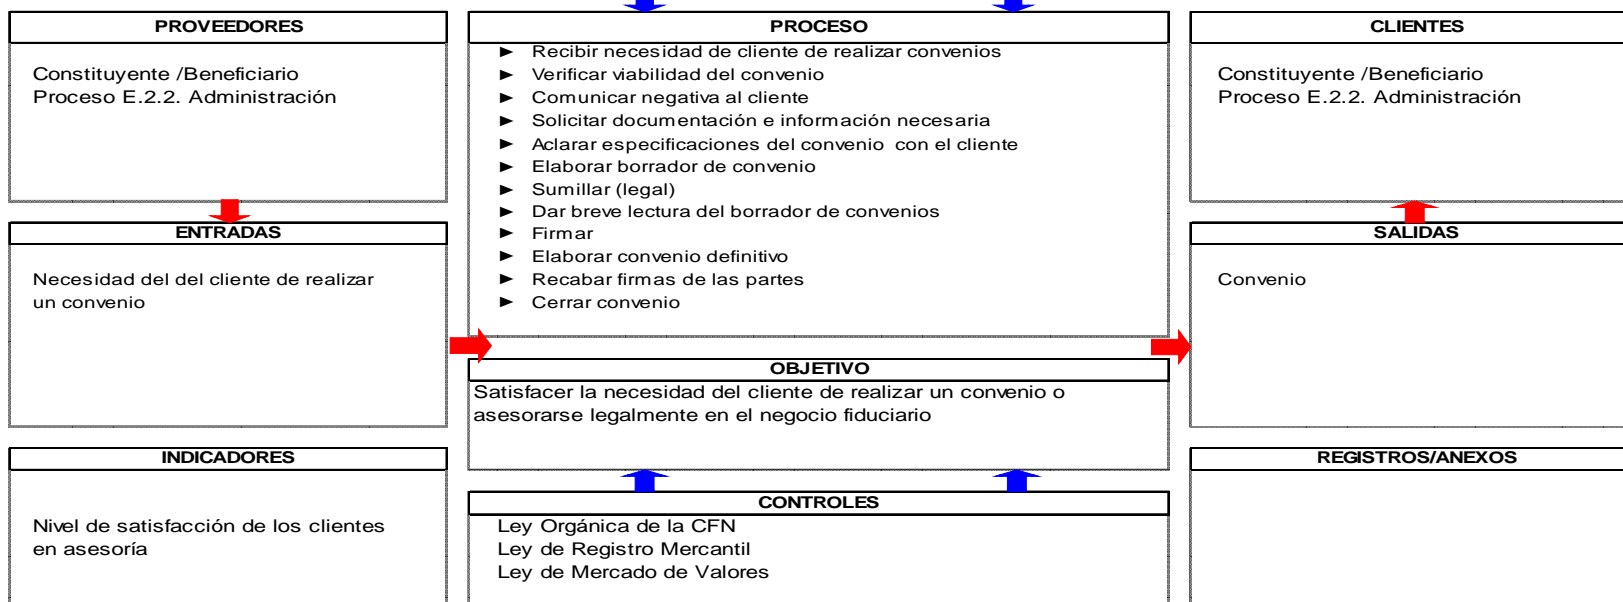 PROVEEDORES
Constituyente /Beneficiario
Proceso E.2.2. Administración
ENTRADAS
Necesidad del del cliente de realizar
un convenio
INDICADORES
Nivel de satisfacción de los clientes
en asesoría
PROCESO
► Recibir necesidad de cliente de realizar convenios
► Verificar viabilidad del convenio
► Comunicar negativa al cliente
► Solicitar documentación e información necesaria
► Aclarar especificaciones del convenio con el cliente
► Elaborar borrador de convenio
► Sumillar (legal)
► Dar breve lectura del borrador de convenios
► Firmar
► Elaborar convenio definitivo
► Recabar firmas de las partes
► Cerrar convenio
OBJETIVO
Satisfacer la necesidad del cliente de realizar un convenio o
asesorarse legalmente en el negocio fiduciario
CONTROLES
Ley Orgánica de la CFN
Ley de Registro Mercantil
Ley de Mercado de Valores
CLIENTES
Constituyente /Beneficiario
Proceso E.2.2. Administración
SALIDAS
Convenio
REGISTROS/ANEXOS